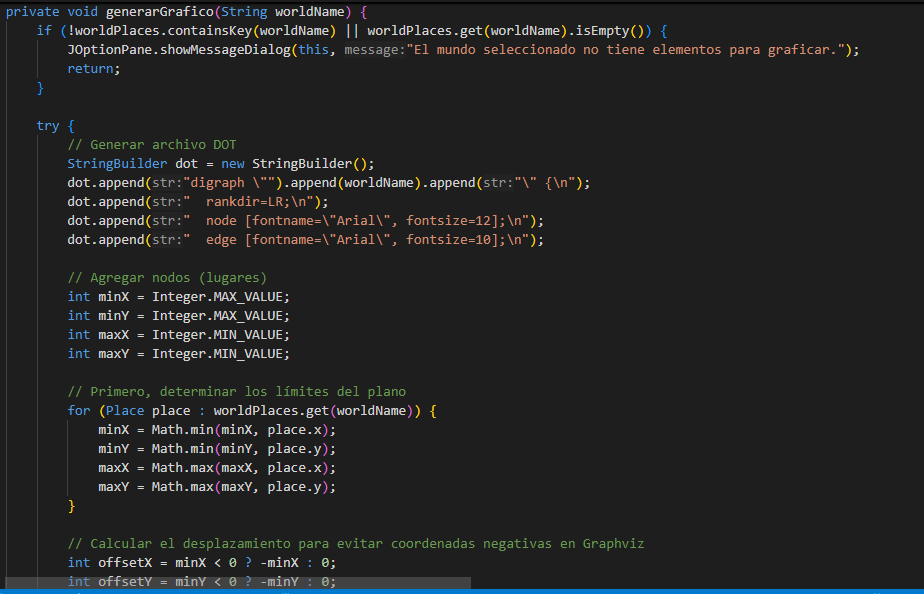 private void generarGrafico(String worldName) {
if (!worldPlaces.containsKey(worldName) || worldPlaces.get(worldName).isEmpty()) {
JOptionPane.showMessageDialog(this, message:"El mundo seleccionado no tiene elementos para graficar.");
return;
}
try {
// Generar archivo DOT
StringBuilder dot = new StringBuilder();
dot.append(str:"digraph \"").append(worldName).append(str:"\" {\n");
dot.append(str:"  rankdir=LR;\n");
dot.append(str:"  node [fontname=\"Arial\", fontsize=12];\n");
dot.append(str:"  edge [fontname=\"Arial\", fontsize=10];\n");
// Agregar nodos (lugares)
int minX = Integer.MAX_VALUE;
int minY = Integer.MAX_VALUE;
int maxX = Integer.MIN_VALUE;
int maxY = Integer.MIN_VALUE;
// Primero, determinar los límites del plano
for (Place place : worldPlaces.get(worldName)) {
minX = Math.min(minX, place.x);
minY = Math.min(minY, place.y);
maxX = Math.max(maxX, place.x);
maxY = Math.max(maxY, place.y);
}
// Calcular el desplazamiento para evitar coordenadas negativas en Graphviz
int offsetX = minX < 0 ? -minX : 0;
int offsetY = minY < 0 ? -minY : 0;